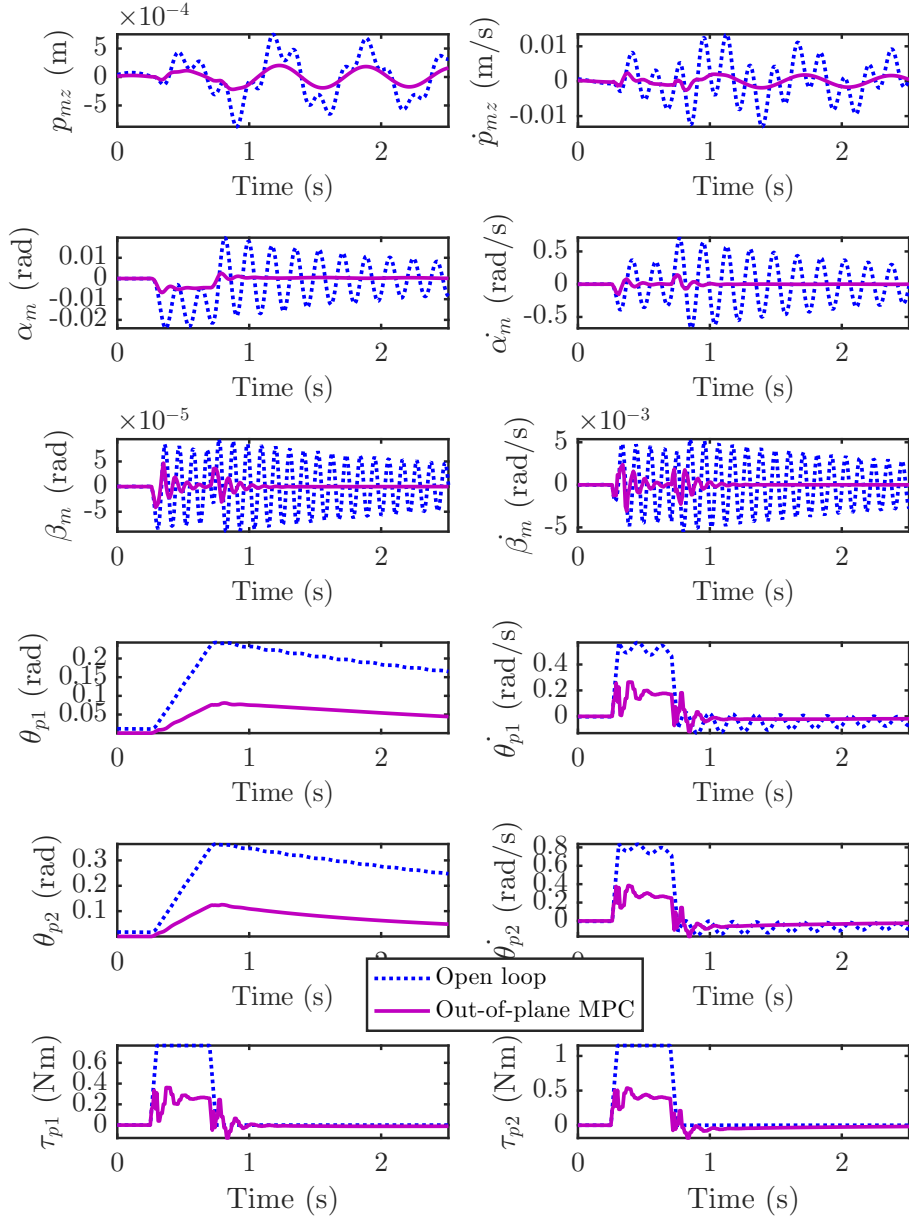 ×10⁻⁴
p_mz (m)
5
0
-5
0 1 2
Time (s)
ṗ_mz (m/s)
0.01
0
-0.01
0 1 2
Time (s)
α_m (rad)
0.01
0
-0.01
-0.02
0 1 2
Time (s)
α̇_m (rad/s)
0.5
0
-0.5
0 1 2
Time (s)
×10⁻⁵
β_m (rad)
5
0
-5
0 1 2
Time (s)
×10⁻³
β̇_m (rad/s)
5
0
-5
0 1 2
Time (s)
θ_p1 (rad)
0.2
0.15
0.1
0.05
0 1 2
Time (s)
θ̇_p1 (rad/s)
0.4
0.2
0
0 1 2
Time (s)
θ_p2 (rad)
0.3
0.2
0.1
0 1 2
Time (s)
θ̇_p2 (rad/s)
0.8
0.6
0.4
0.2
0
0 1 2
Time (s)
Open loop
Out-of-plane MPC
τ_p1 (Nm)
0.6
0.4
0.2
0
0 1 2
Time (s)
τ_p2 (Nm)
1
0.5
0
0 1 2
Time (s)